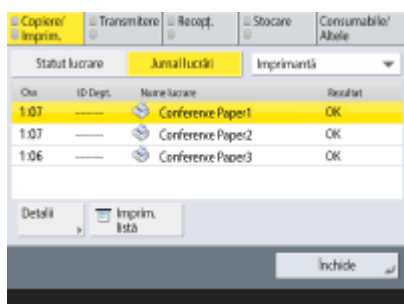 Copiere/ Transmitere Recepț. Stocare Consumabile/
Imprim. Altele
Statut lucrare Jurnal lucrări Imprimantă
Ora ID Dept. Nume lucrare Rezultat
1:07 ------- Conference Paper1 OK
1:07 ------- Conference Paper2 OK
1:06 ------- Conference Paper3 OK
Detalii Imprim.
listă
Închide